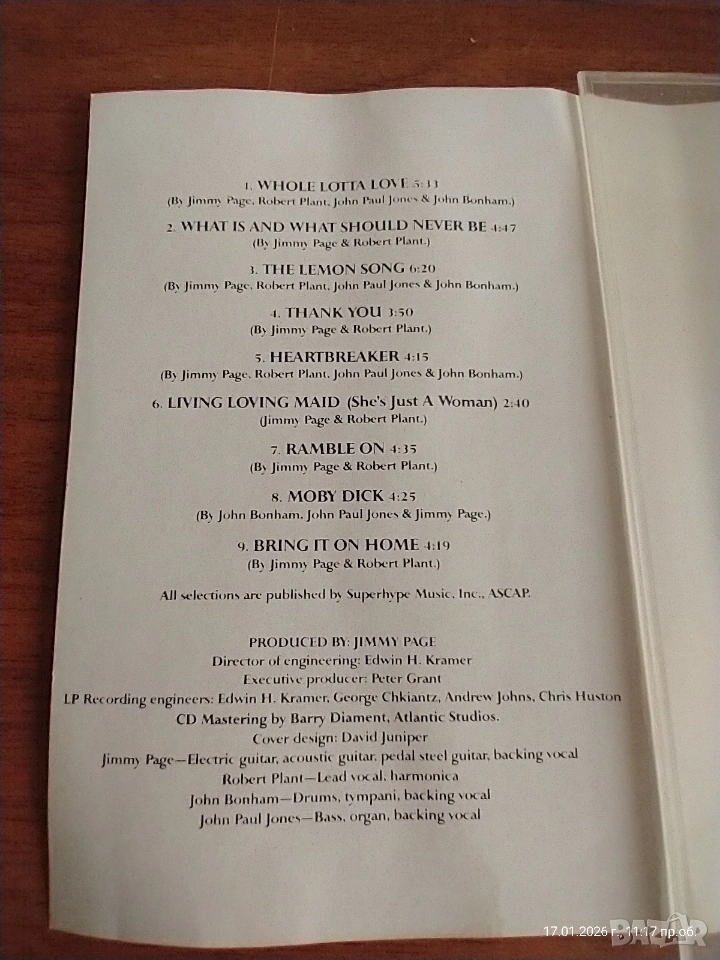 1. WHOLE LOTTA LOVE 5:33
(By Jimmy Page, Robert Plant, John Paul Jones & John Bonham.)
2. WHAT IS AND WHAT SHOULD NEVER BE 4:47
(By Jimmy Page & Robert Plant.)
3. THE LEMON SONG 6:20
(By Jimmy Page, Robert Plant, John Paul Jones & John Bonham.)
4. THANK YOU 3:50
(By Jimmy Page & Robert Plant.)
5. HEARTBREAKER 4:15
(By Jimmy Page, Robert Plant, John Paul Jones & John Bonham.)
6. LIVING LOVING MAID (She's Just A Woman) 2:40
(Jimmy Page & Robert Plant.)
7. RAMBLE ON 4:35
(By Jimmy Page & Robert Plant.)
8. MOBY DICK 4:25
(By John Bonham, John Paul Jones & Jimmy Page.)
9. BRING IT ON HOME 4:19
(By Jimmy Page & Robert Plant.)
All selections are published by Superhype Music, Inc., ASCAP.
PRODUCED BY: JIMMY PAGE
Director of engineering: Edwin H. Kramer
Executive producer: Peter Grant
LP Recording engineers: Edwin H. Kramer, George Chkiantz, Andrew Johns, Chris Huston
CD Mastering by Barry Diament, Atlantic Studios.
Cover design: David Juniper
Jimmy Page—Electric guitar, acoustic guitar, pedal steel guitar, backing vocal
Robert Plant—Lead vocal, harmonica
John Bonham—Drums, tympani, backing vocal
John Paul Jones—Bass, organ, backing vocal
17.01.2026 г. 11:17 пр.об.
BAZAR